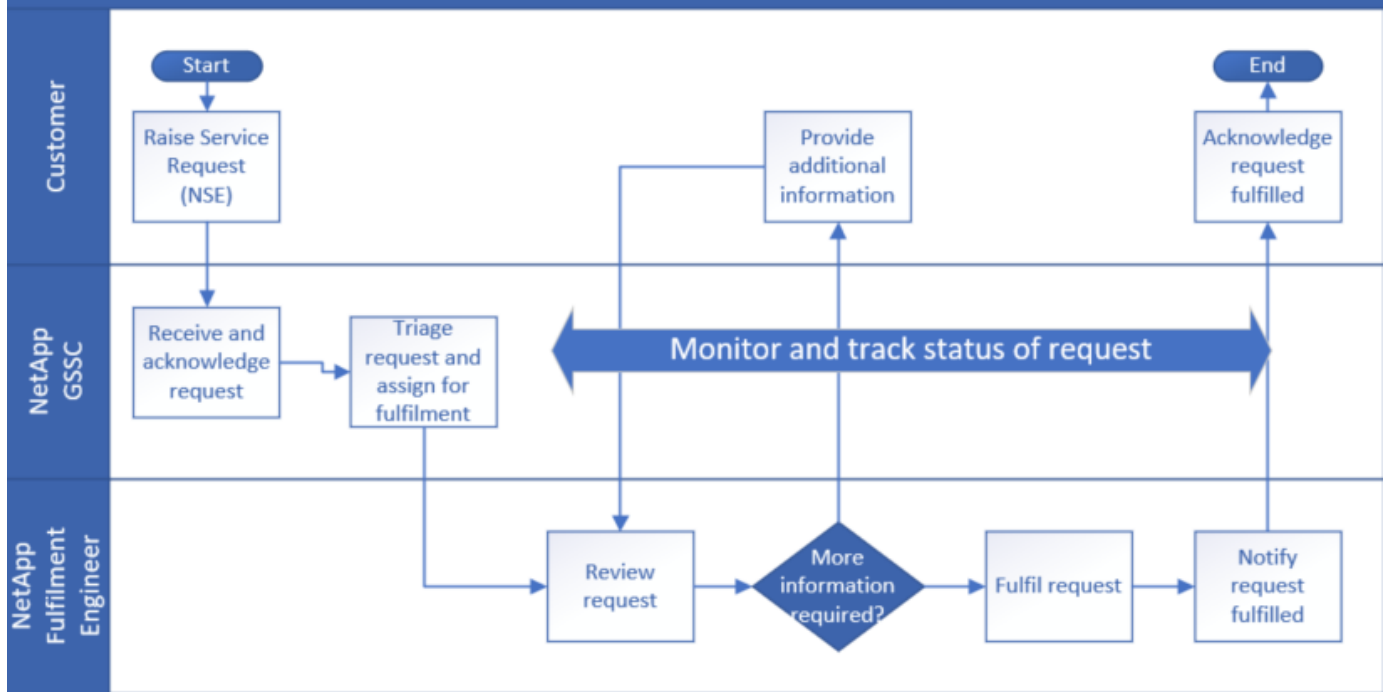 Customer
Start
End
Raise Service
Request
(NSE)
Provide
additional
information
Acknowledge
request
fulfilled
NetApp
GSSC
Receive and
acknowledge
request
Triage
request and
assign for
fulfilment
Monitor and track status of request
NetApp
Fulfilment
Engineer
Review
request
More
information
required?
Fulfil request
Notify
request
fulfilled